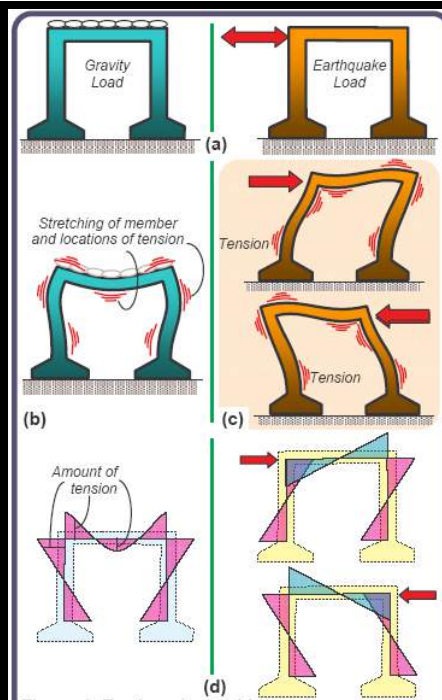 Gravity
Load
Earthquake
Load
(a)
Stretching of member
and locations of tension
Tension
Tension
(b)
(c)
Amount of
tension
(d)